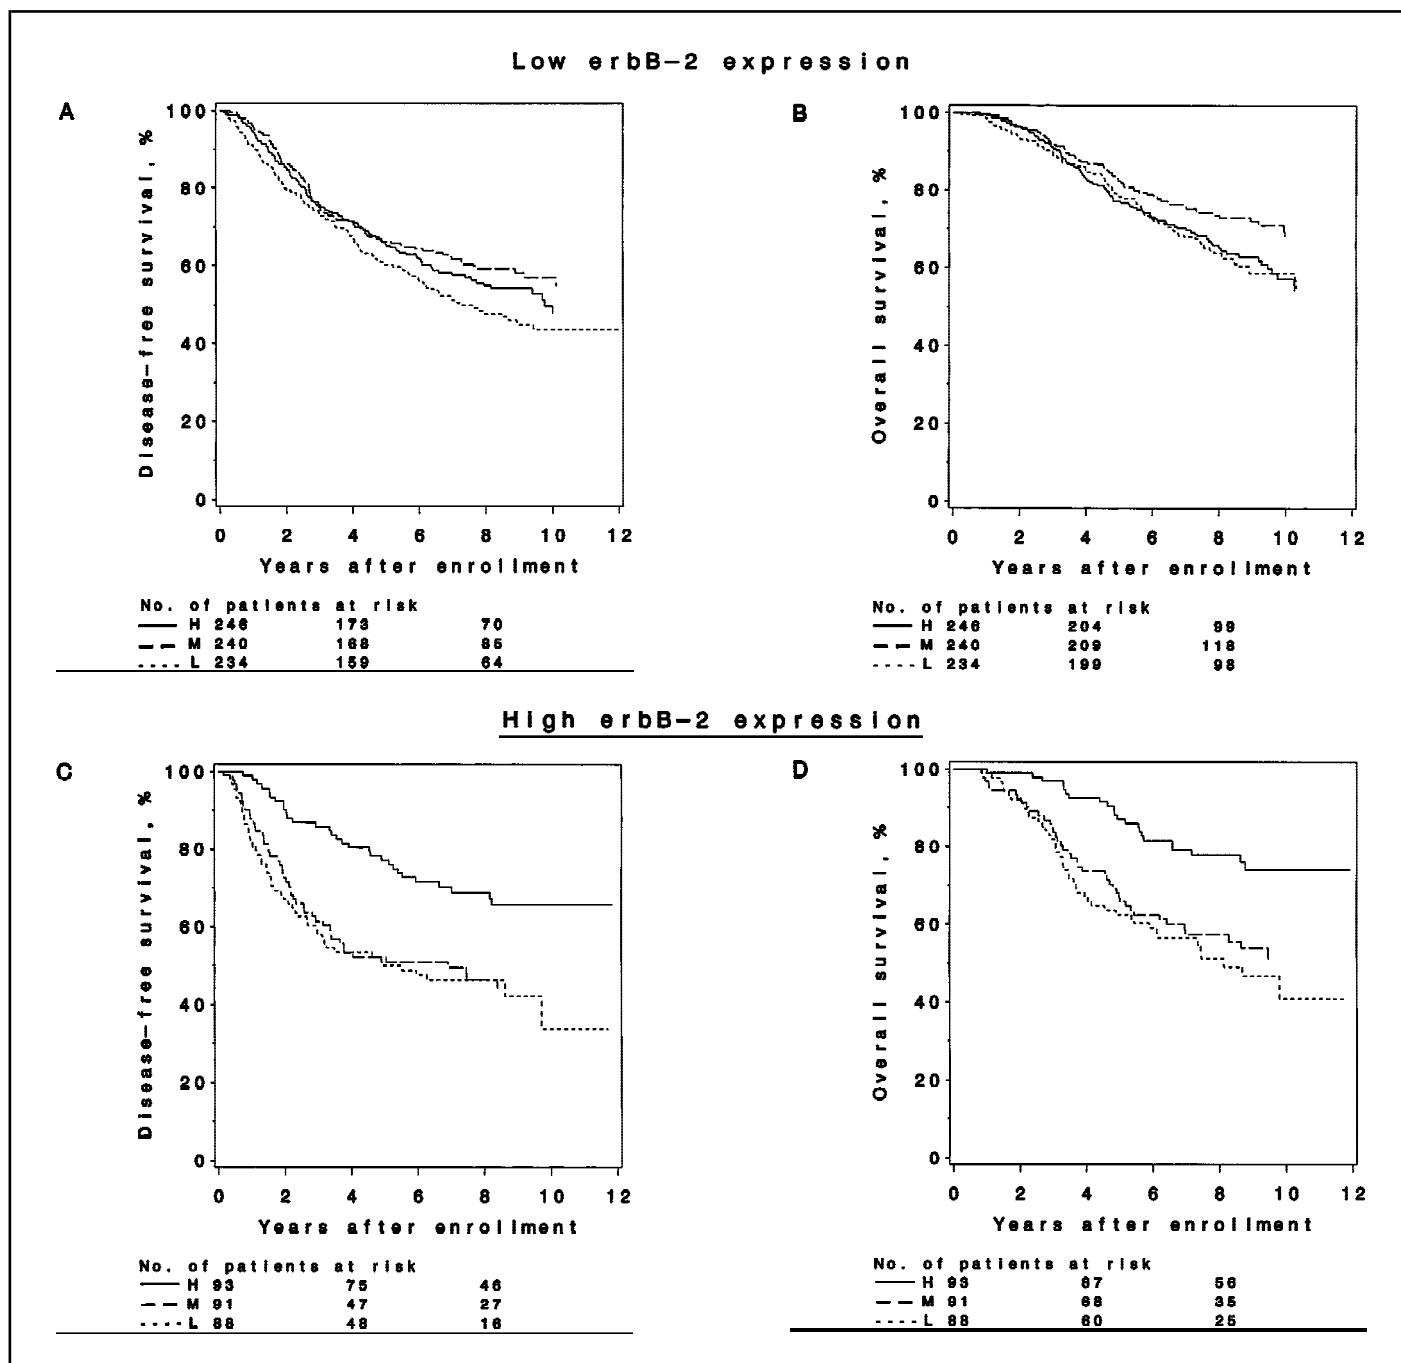 Low erbB-2 expression
A
Disease-free survival, %
100
80
60
40
20
0
0 2 4 6 8 10 12
Years after enrollment
No. of patients at risk
H 246 173 70
M 240 168 85
L 234 159 64
B
Overall survival, %
100
80
60
40
20
0
0 2 4 6 8 10 12
Years after enrollment
No. of patients at risk
H 246 204 99
M 240 209 118
L 234 199 98
High erbB-2 expression
C
Disease-free survival, %
100
80
60
40
20
0
0 2 4 6 8 10 12
Years after enrollment
No. of patients at risk
H 93 75 46
M 91 47 27
L 88 48 16
D
Overall survival, %
100
80
60
40
20
0
0 2 4 6 8 10 12
Years after enrollment
No. of patients at risk
H 93 87 56
M 91 68 35
L 88 60 25